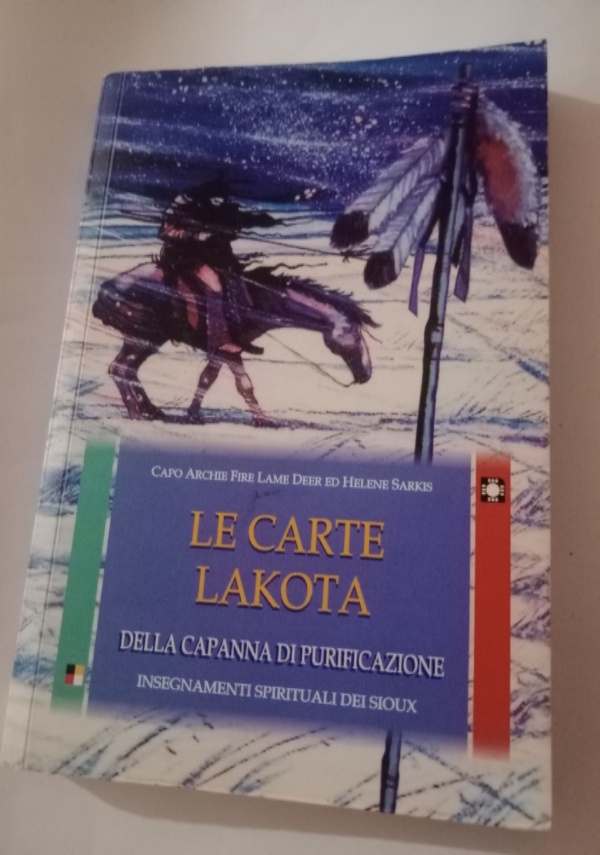 CAPO ARCHIE FIRE LAME DEER ED HELENE SARKIS
LE CARTE
LAKOTA
DELLA CAPANNA DI PURIFICAZIONE
INSEGNAMENTI SPIRITUALI DEI SIOUX